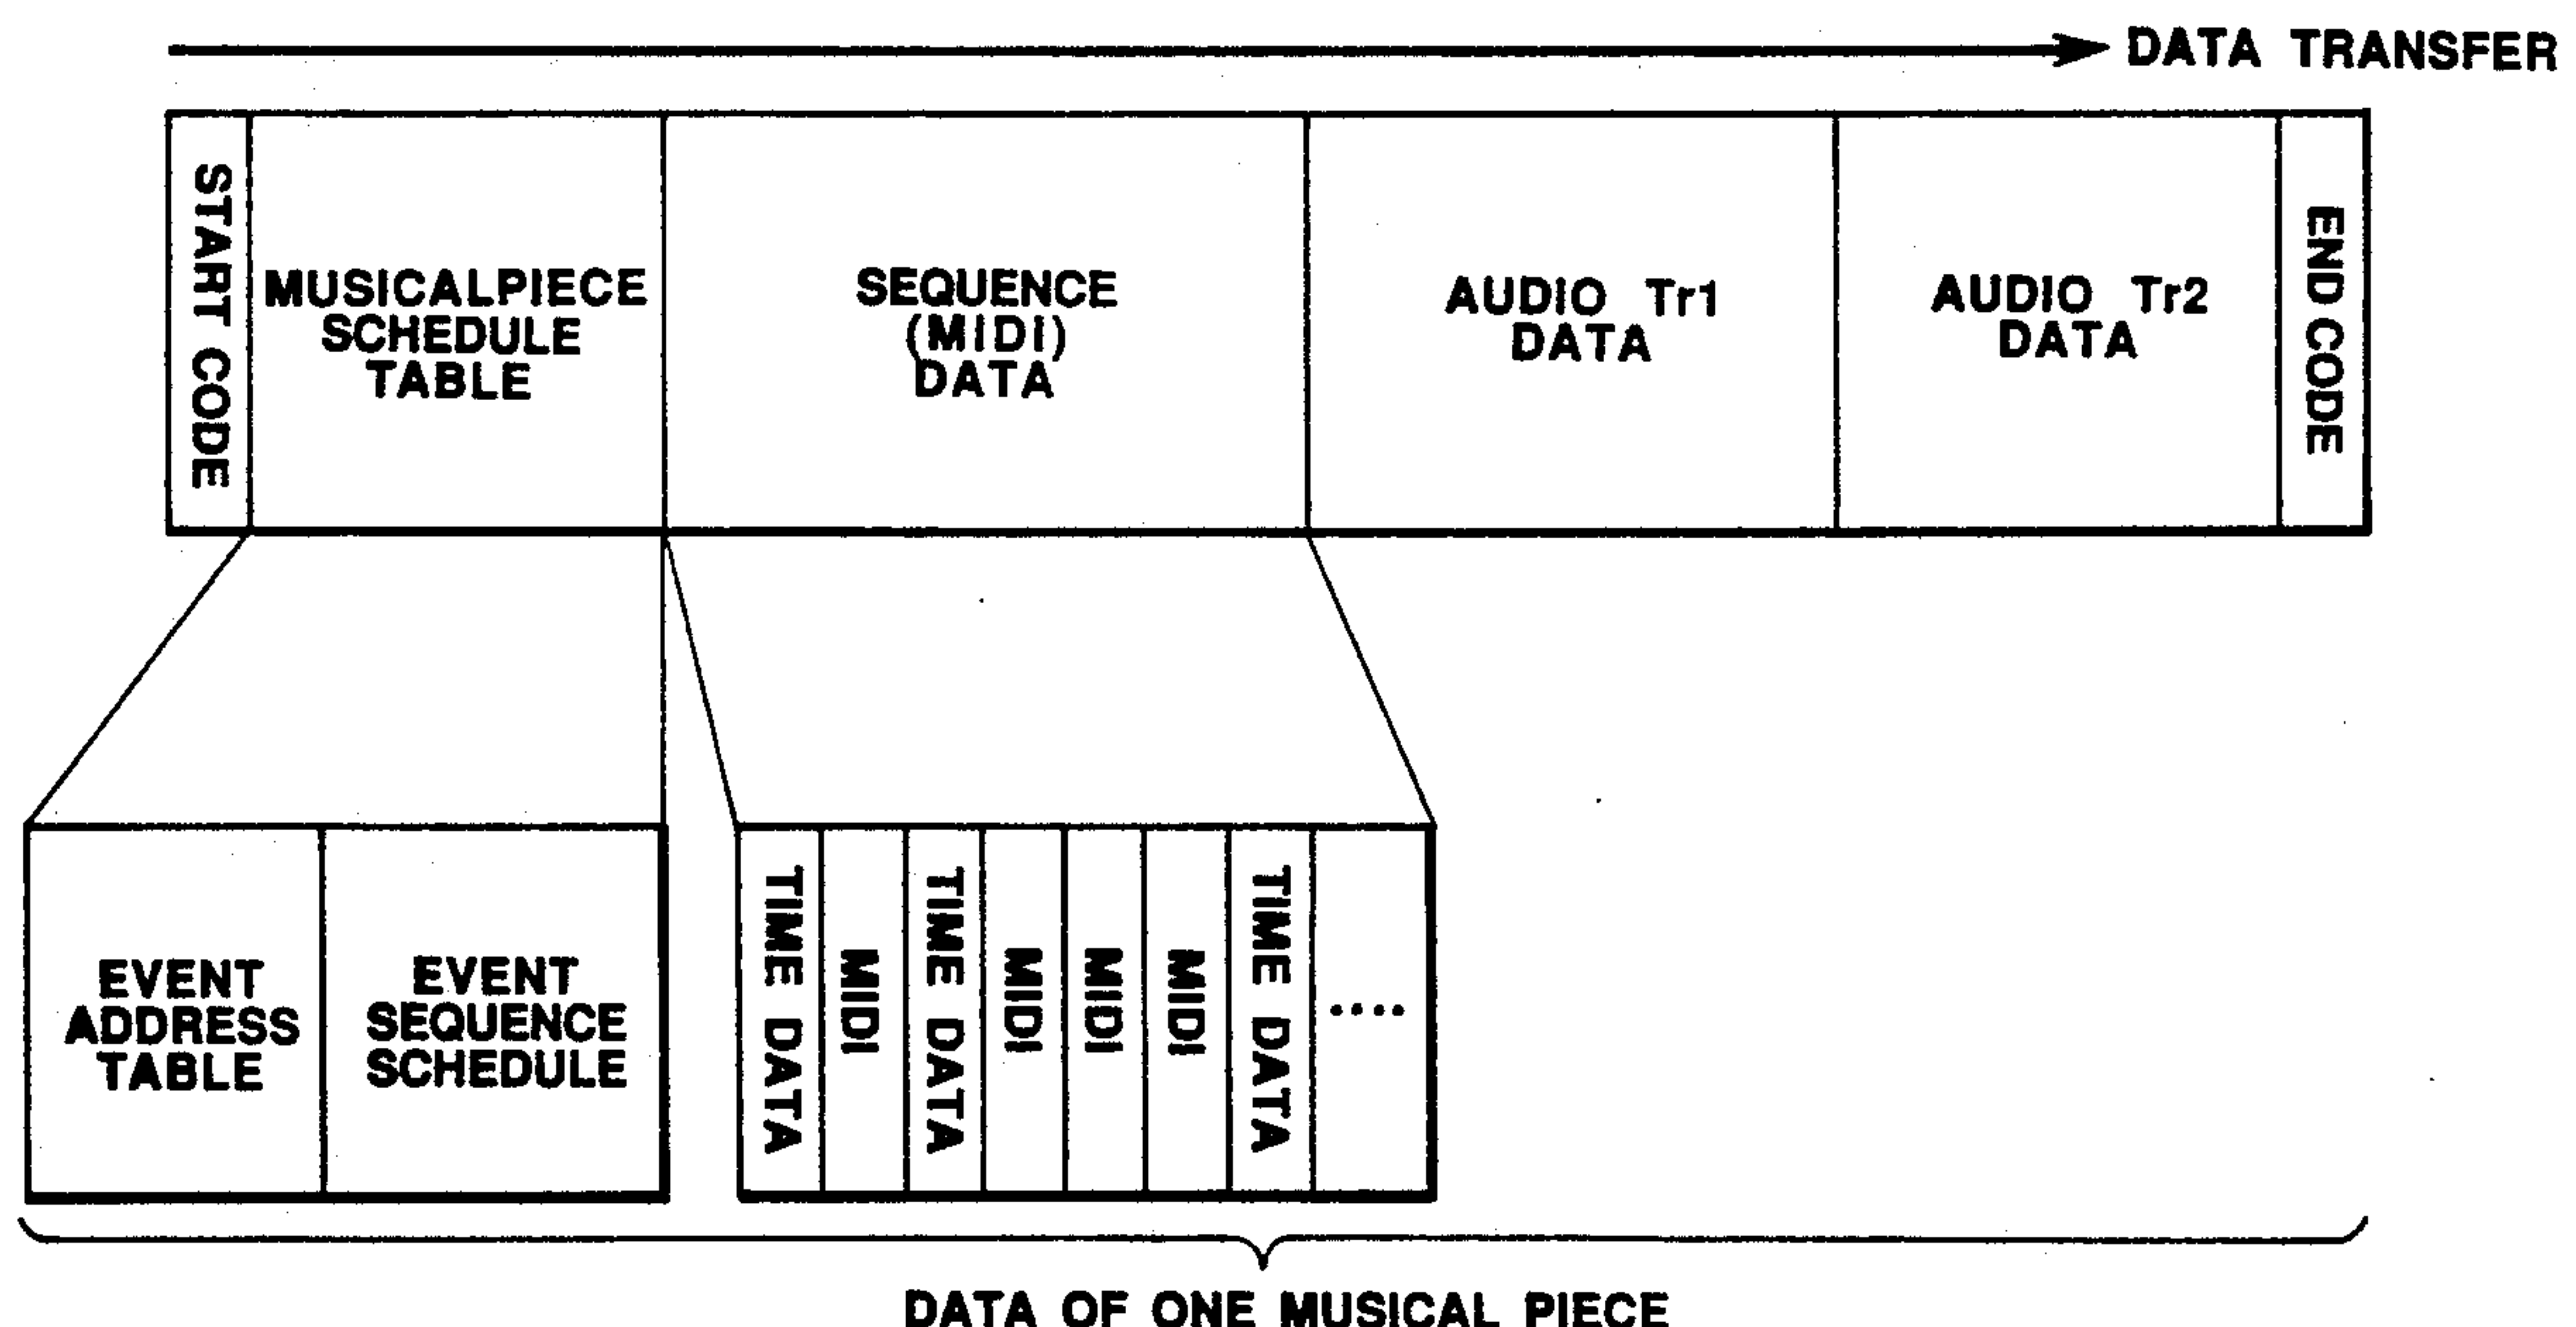 DATA TRANSFER
START CODE
MUSICALPIECE
SCHEDULE
TABLE
SEQUENCE
(MIDI)
DATA
AUDIO Tr1
DATA
AUDIO Tr2
DATA
END CODE
EVENT
ADDRESS
TABLE
EVENT
SEQUENCE
SCHEDULE
TIME DATA
MIDI
TIME DATA
MIDI
MIDI
MIDI
TIME DATA
....
DATA OF ONE MUSICAL PIECE